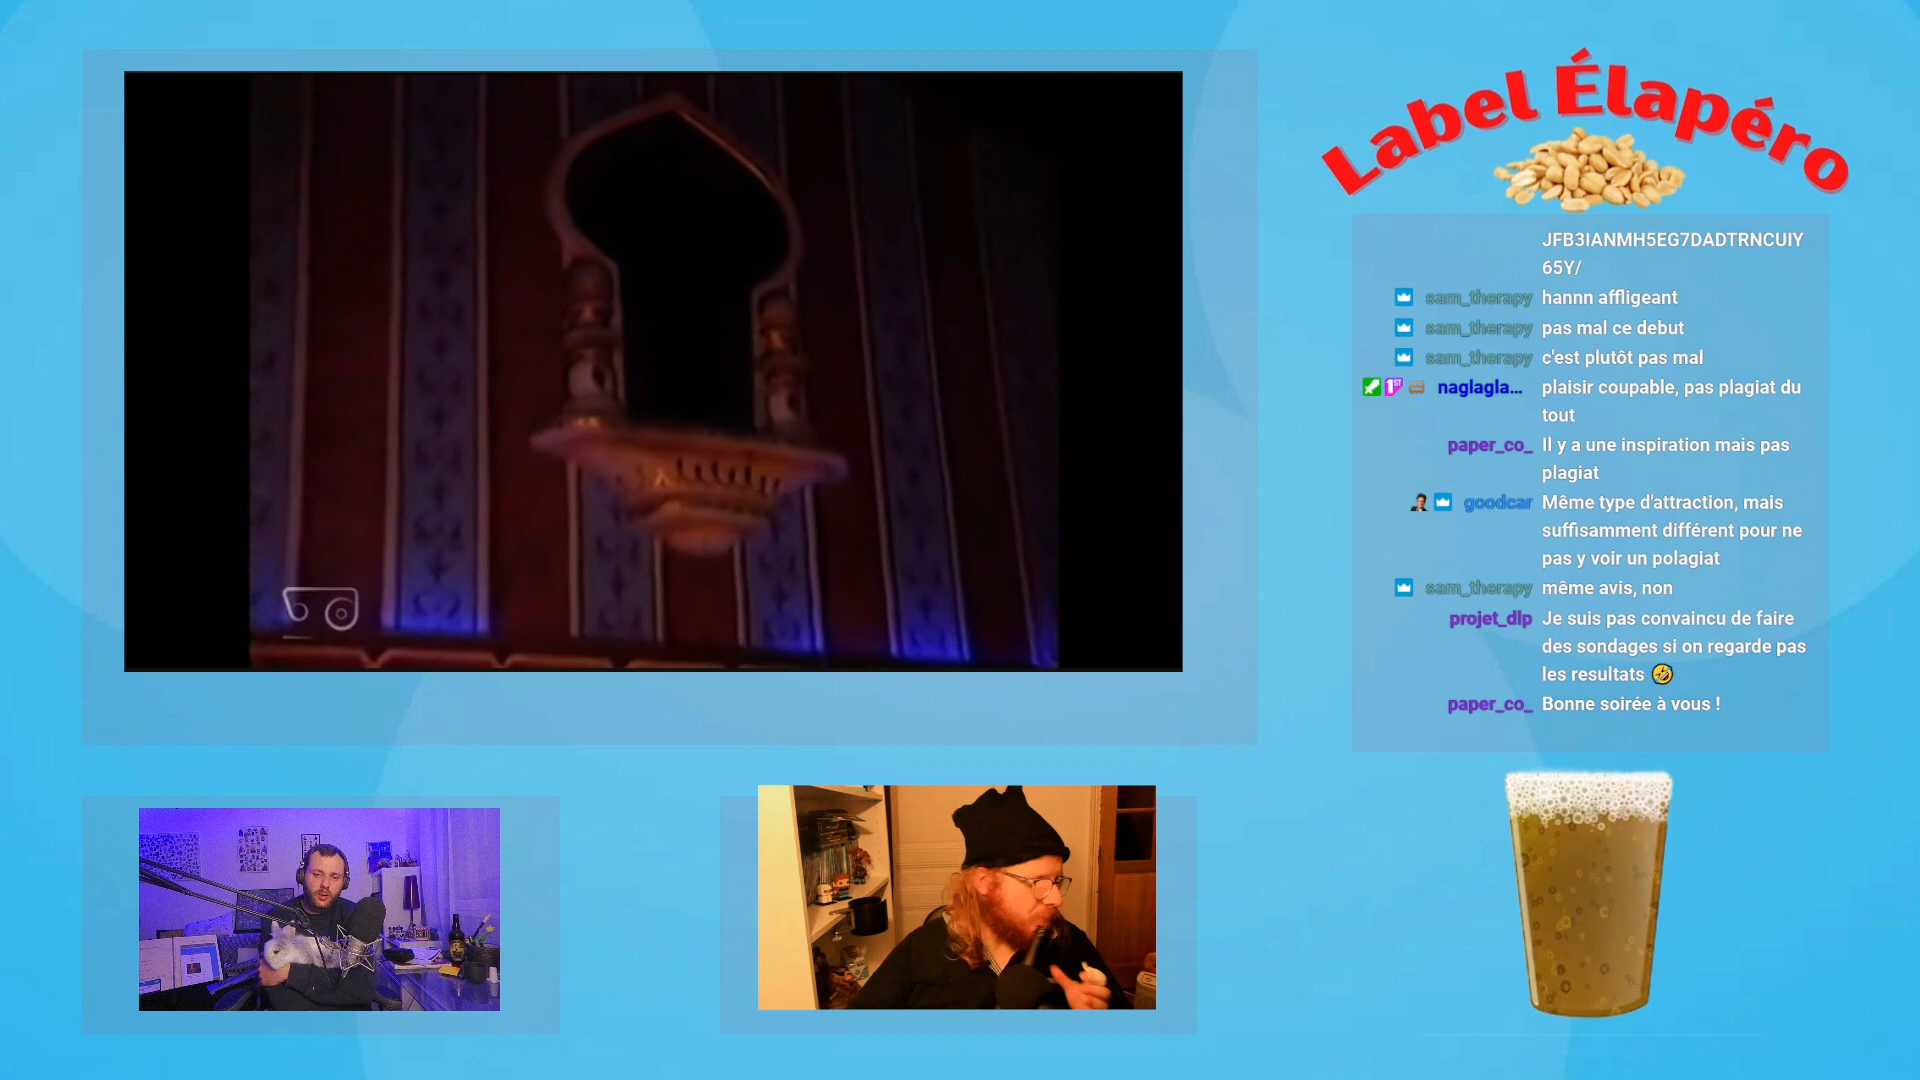 Label Élapéro
JFB3IANMH5EG7DADTRNCUIY
65Y/
sam_therapy hannn affligeant
sam_therapy pas mal ce debut
sam_therapy c'est plutôt pas mal
1ST naglagla... plaisir coupable, pas plagiat du
tout
paper_co_ Il y a une inspiration mais pas
plagiat
goodcar Même type d'attraction, mais
suffisamment différent pour ne
pas y voir un polagiat
sam_therapy même avis, non
projet_dlp Je suis pas convaincu de faire
des sondages si on regarde pas
les resultats 🤣
paper_co_ Bonne soirée à vous !